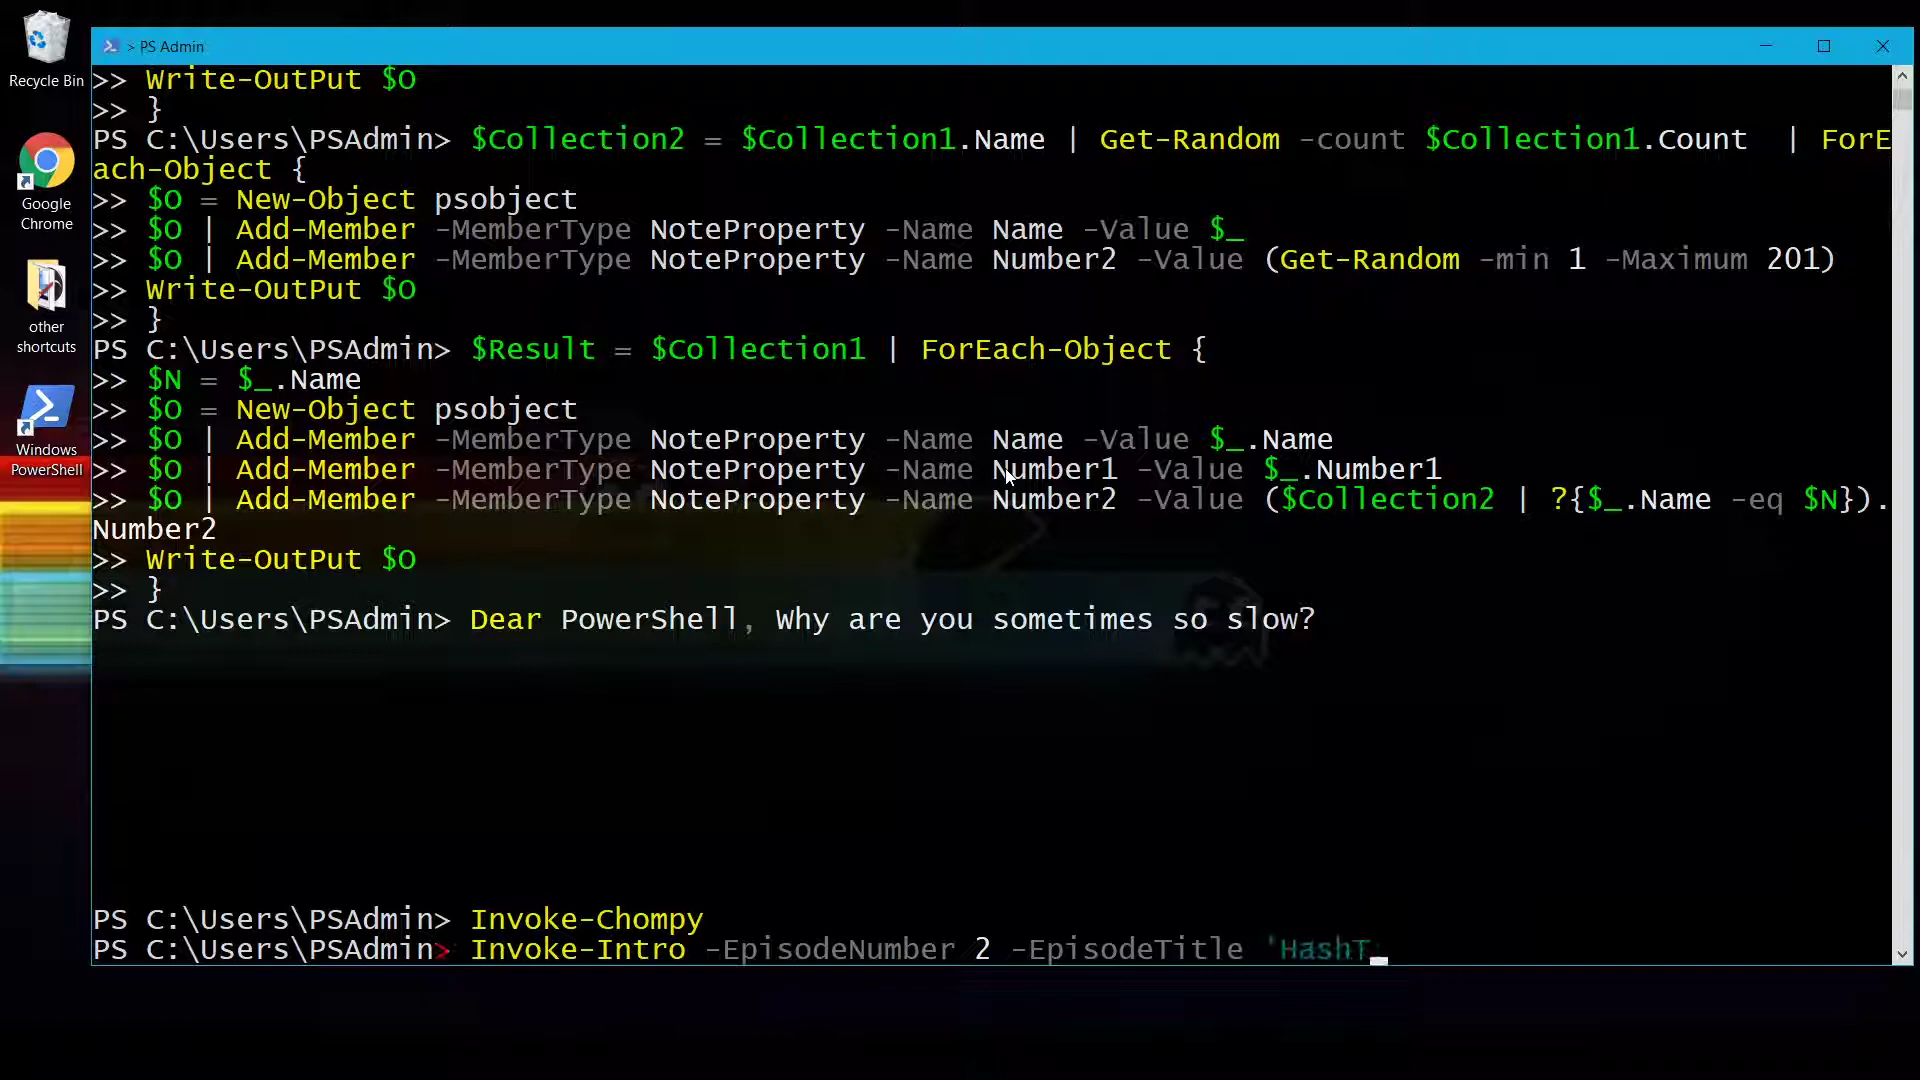 Recycle Bin
Google
Chrome
other
shortcuts
Windows
PowerShell
> PS Admin
>> Write-OutPut $O
>> }
PS C:\Users\PSAdmin> $Collection2 = $Collection1.Name | Get-Random -count $Collection1.Count  | ForE
ach-Object {
>> $O = New-Object psobject
>> $O | Add-Member -MemberType NoteProperty -Name Name -Value $_
>> $O | Add-Member -MemberType NoteProperty -Name Number2 -Value (Get-Random -min 1 -Maximum 201)
>> Write-OutPut $O
>> }
PS C:\Users\PSAdmin> $Result = $Collection1 | ForEach-Object {
>> $N = $_.Name
>> $O = New-Object psobject
>> $O | Add-Member -MemberType NoteProperty -Name Name -Value $_.Name
>> $O | Add-Member -MemberType NoteProperty -Name Number1 -Value $_.Number1
>> $O | Add-Member -MemberType NoteProperty -Name Number2 -Value ($Collection2 | ?{$_.Name -eq $N}).
Number2
>> Write-OutPut $O
>> }
PS C:\Users\PSAdmin> Dear PowerShell, Why are you sometimes so slow?
PS C:\Users\PSAdmin> Invoke-Chompy
PS C:\Users\PSAdmin> Invoke-Intro -EpisodeNumber 2 -EpisodeTitle 'HashT